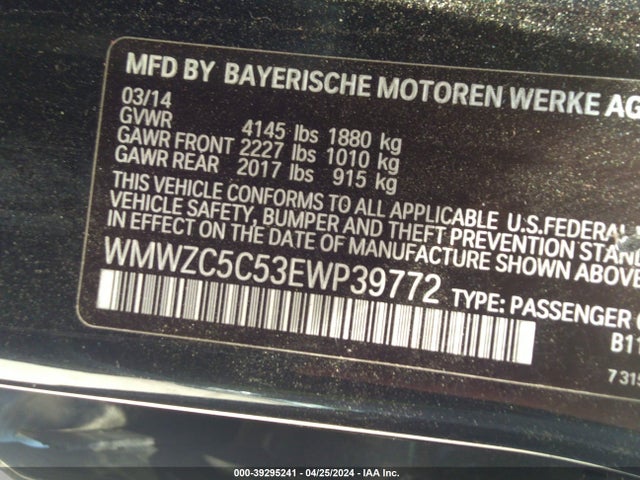 MFD BY BAYERISCHE MOTOREN WERKE AG
03/14
GVWR 4145 lbs 1880 kg
GAWR FRONT 2227 lbs 1010 kg
GAWR REAR 2017 lbs 915 kg
THIS VEHICLE CONFORMS TO ALL APPLICABLE U.S.FEDERAL
VEHICLE SAFETY, BUMPER AND THEFT PREVENTION STAND
IN EFFECT ON THE DATE OF MANUFACTURE SHOWN ABOVE
WMWZC5C53EWP39772 TYPE: PASSENGER
B11
7315
000-39295241 - 04/25/2024 - IAA Inc.